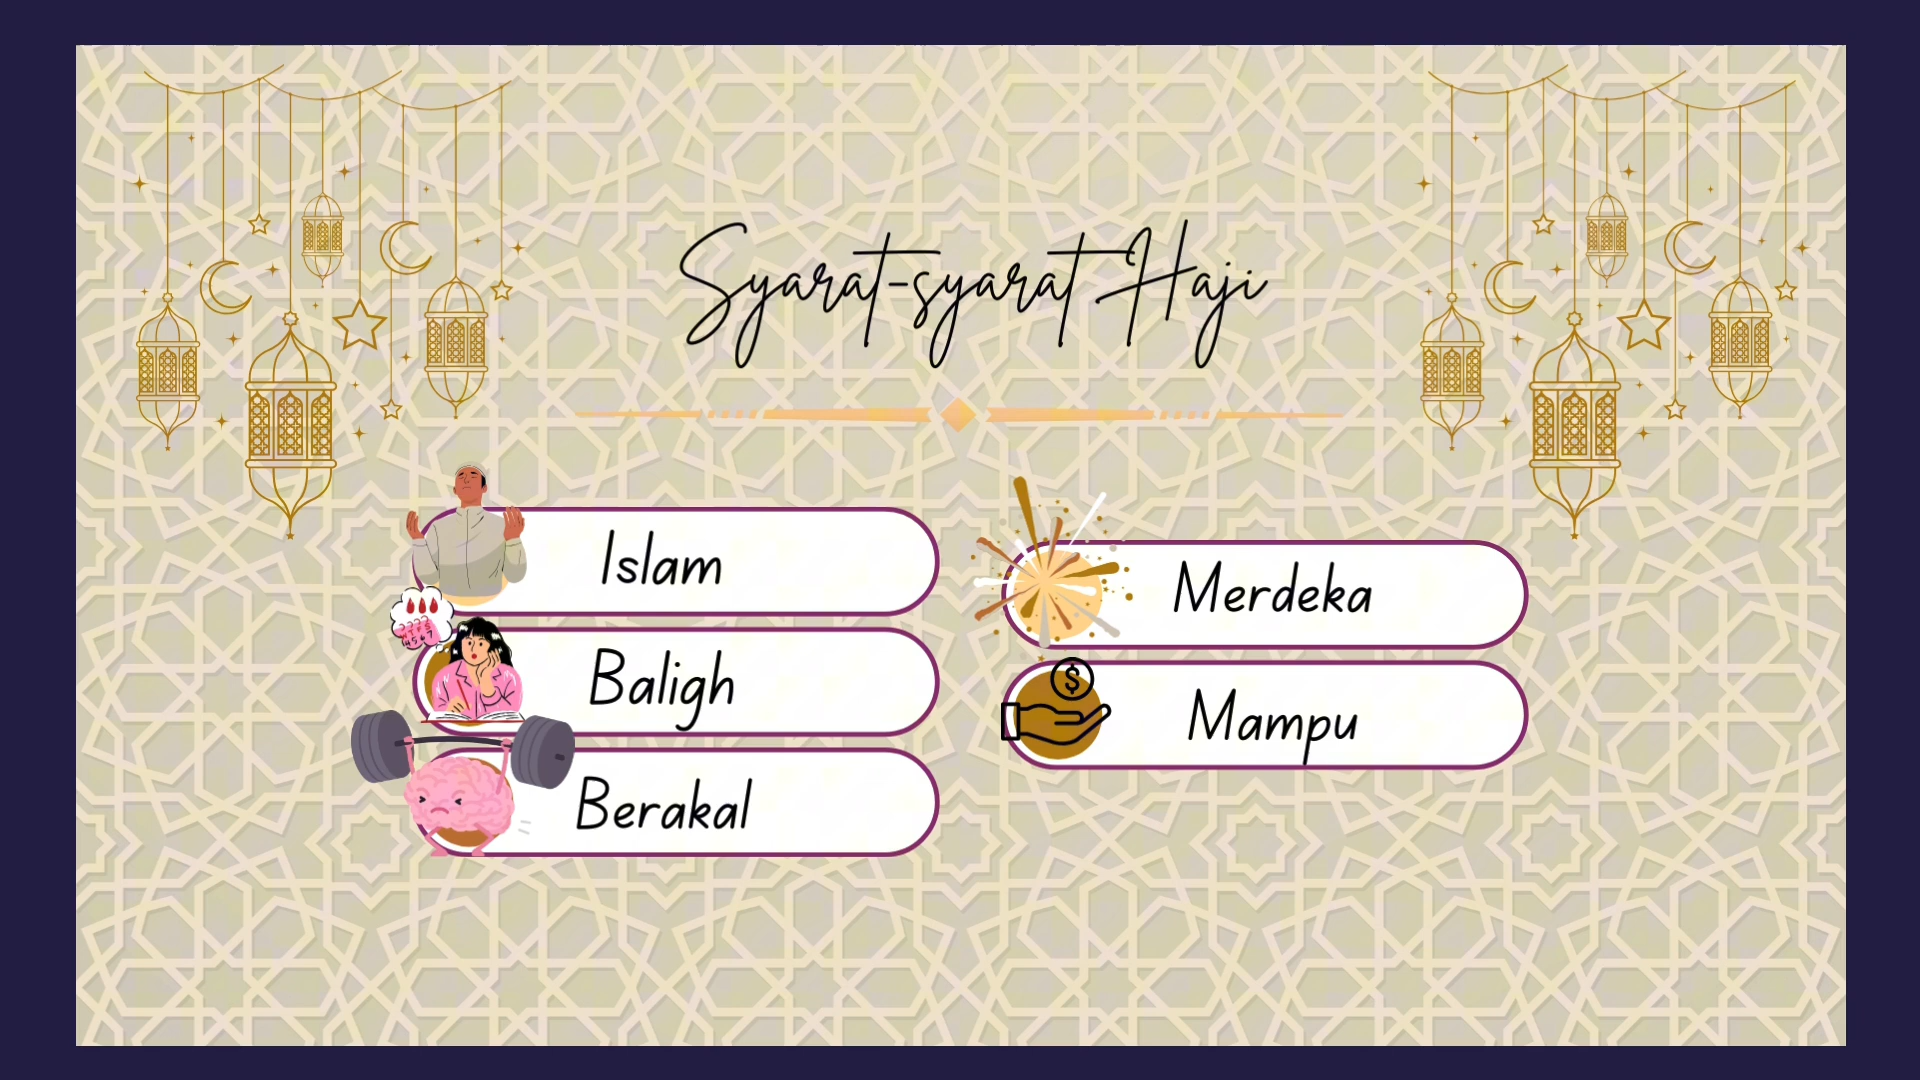 Syarat-syarat Haji
Islam
Baligh
Berakal
Merdeka
Mampu
$